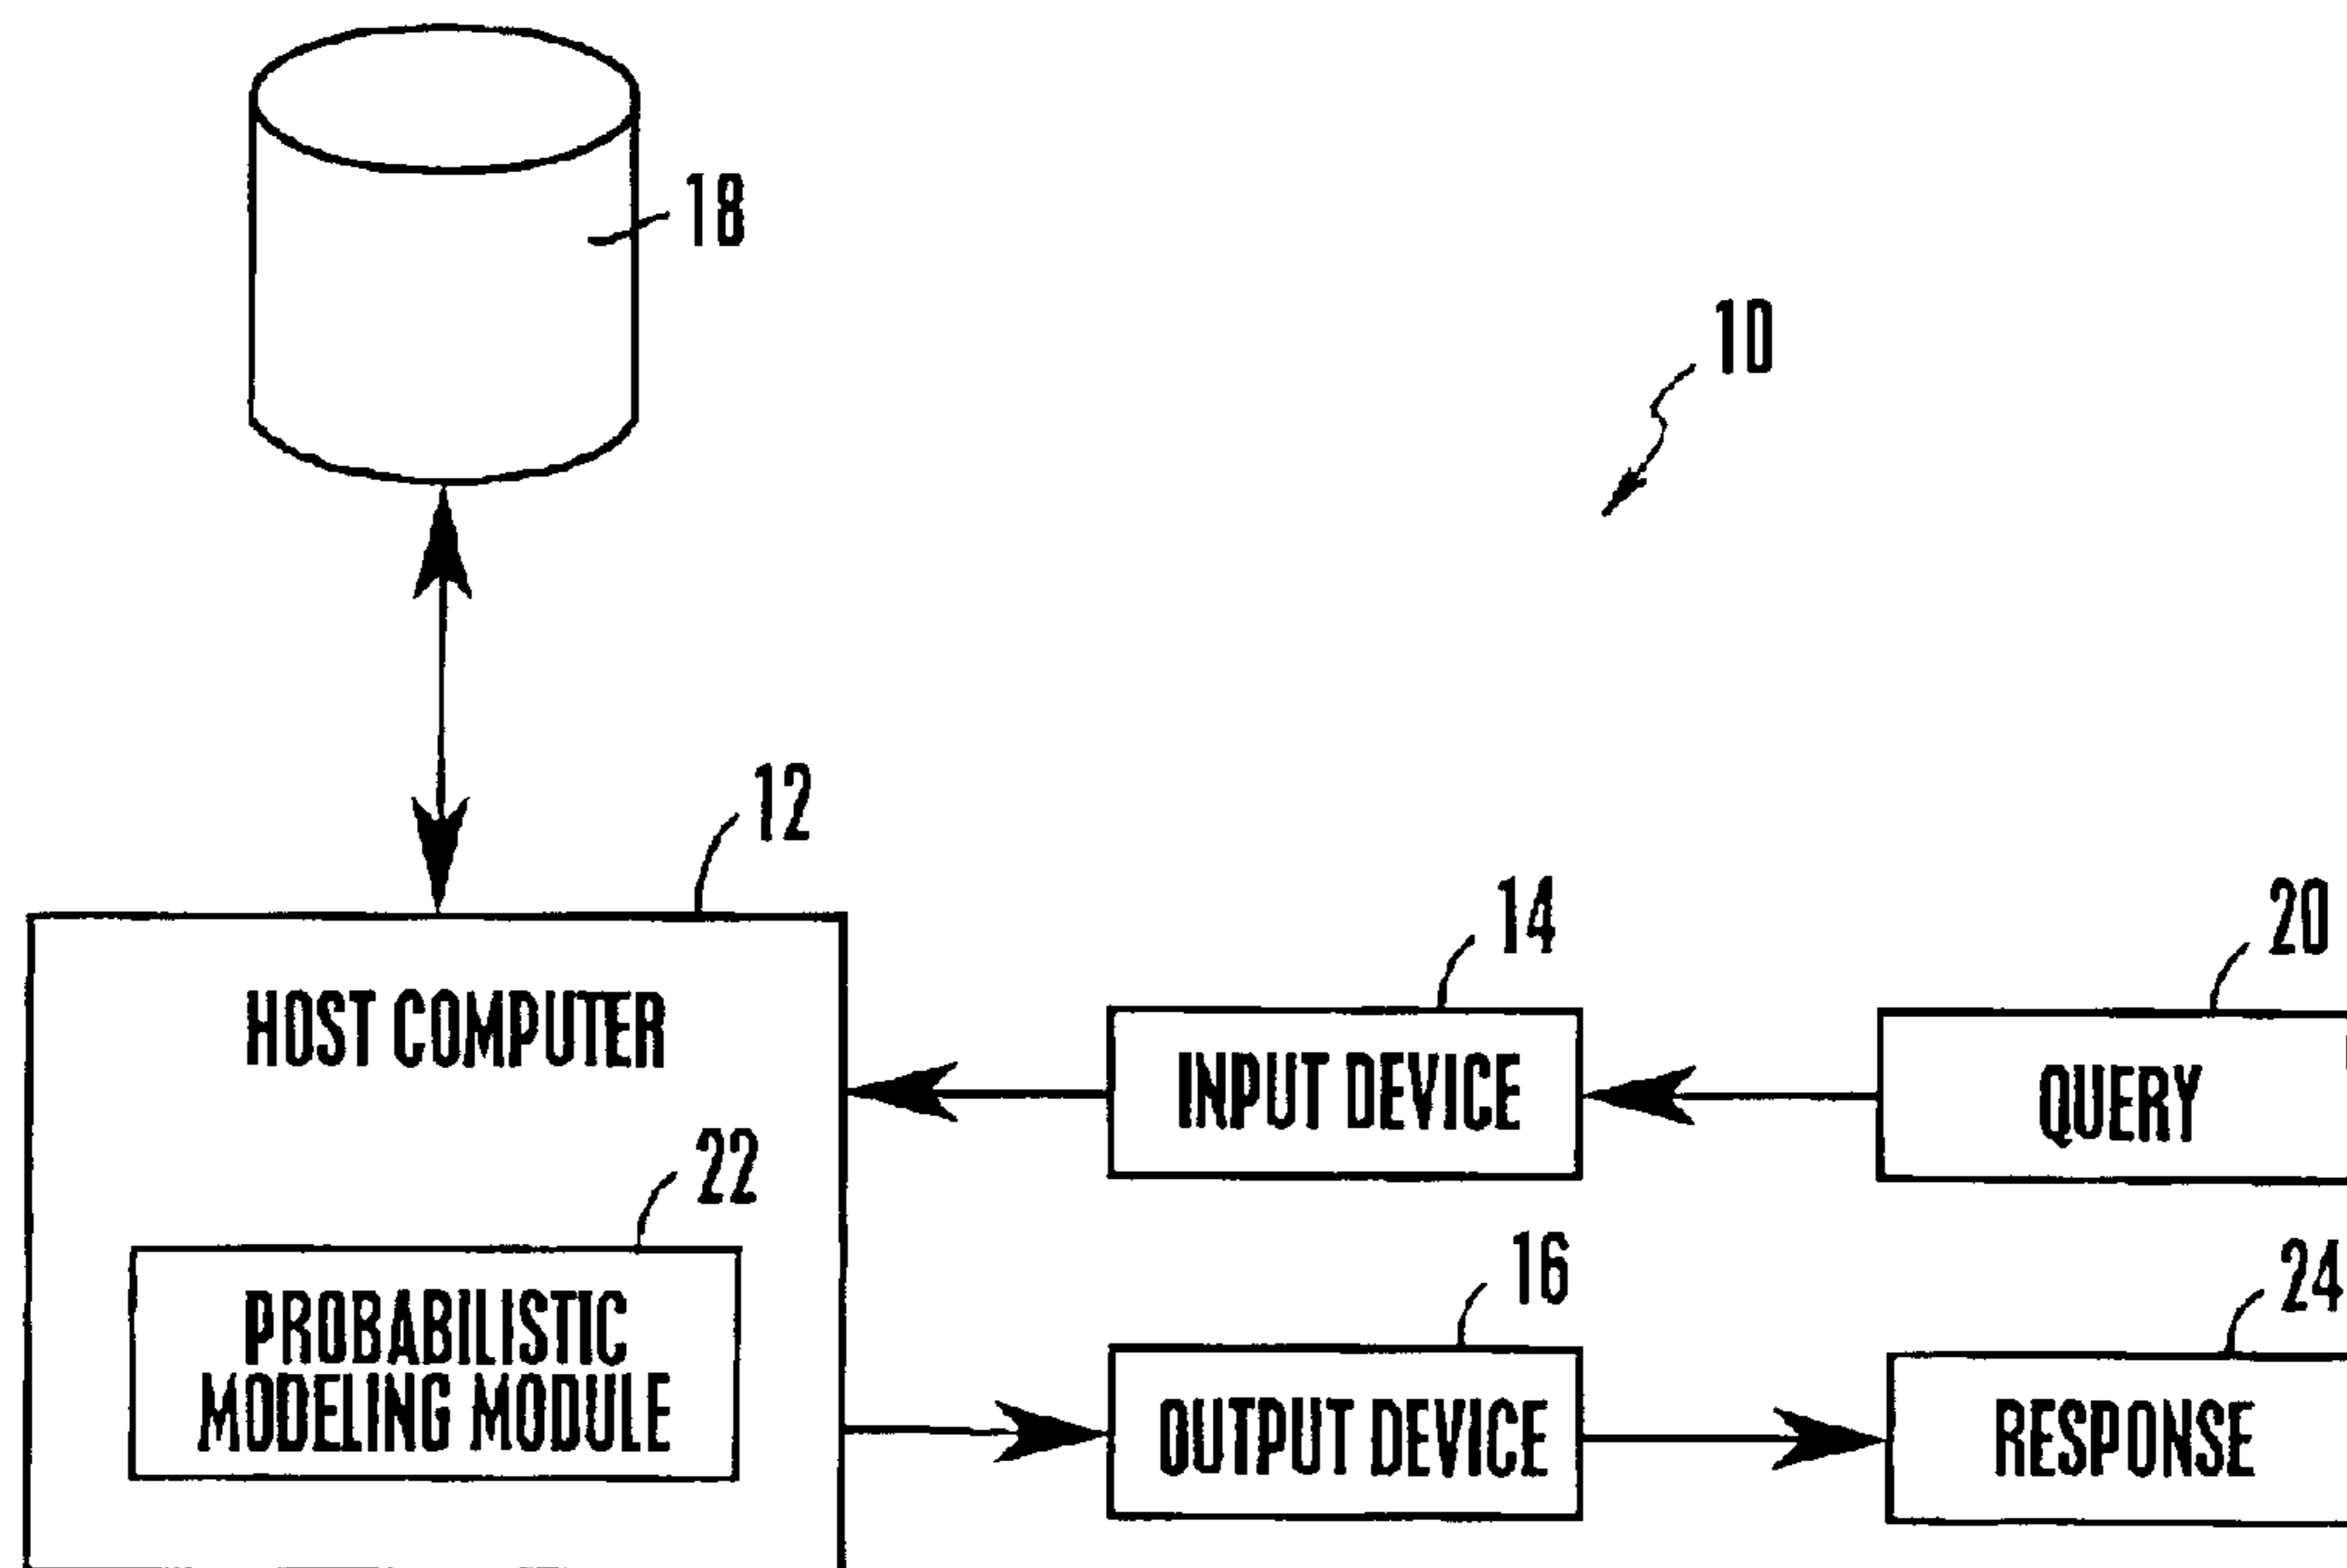 18
10
12
HOST COMPUTER
14
INPUT DEVICE
20
QUERY
22
PROBABILISTIC
MODELING MODULE
16
OUTPUT DEVICE
24
RESPONSE